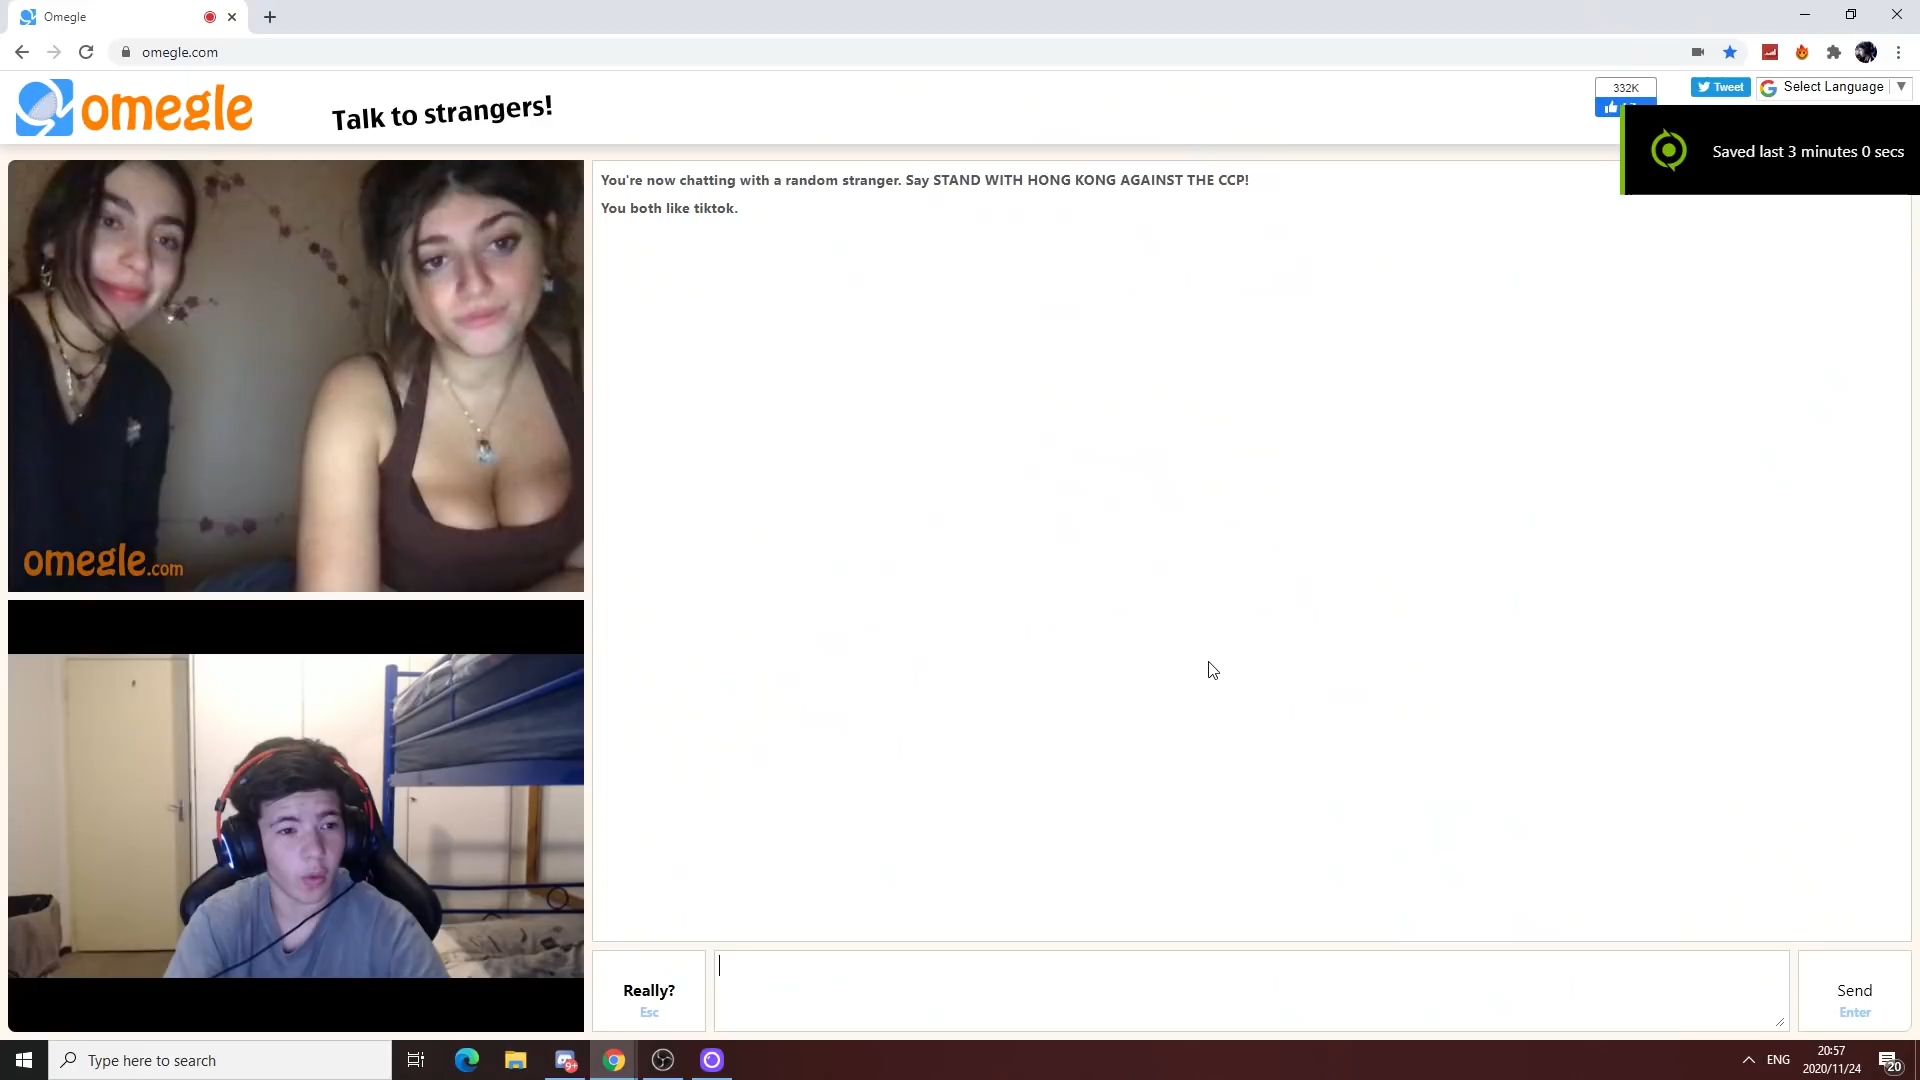 Omegle
omegle.com
omegle
Talk to strangers!
332K
Tweet
Select Language
Saved last 3 minutes 0 secs
You're now chatting with a random stranger. Say STAND WITH HONG KONG AGAINST THE CCP!
You both like tiktok.
omegle.com
Really?
Esc
Send
Enter
Type here to search
9+
ENG
20:57
2020/11/24
20